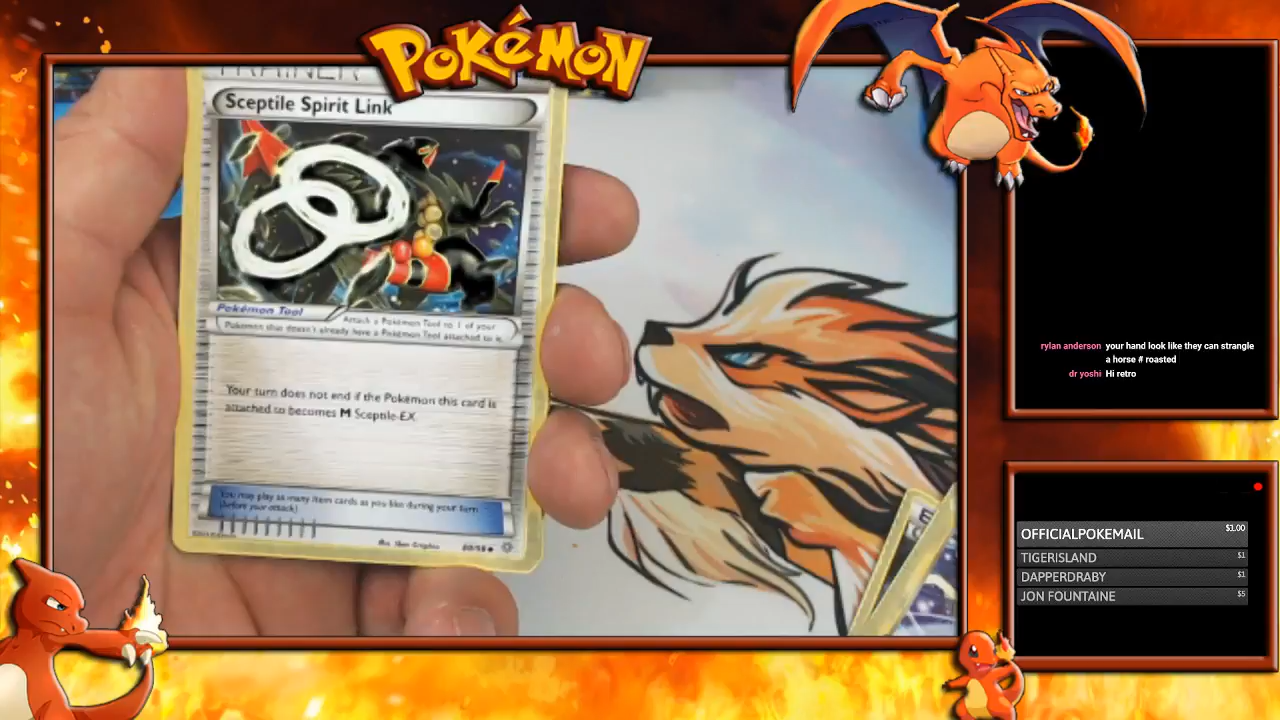 POKéMON
TRAINER
Sceptile Spirit Link
Pokémon Tool
Attach a Pokémon Tool to 1 of your
Pokémon that doesn't already have a Pokémon Tool attached to it.
Your turn does not end if the Pokémon this card is
attached to becomes M Sceptile-EX.
You may play as many Item cards as you like during your turn
(before your attack).
80/98
rylan anderson your hand look like they can strangle
a horse # roasted
dr yoshi Hi retro
OFFICIALPOKEMAIL $1.00
TIGERISLAND $1
DAPPERDRABY $1
JON FOUNTAINE $5